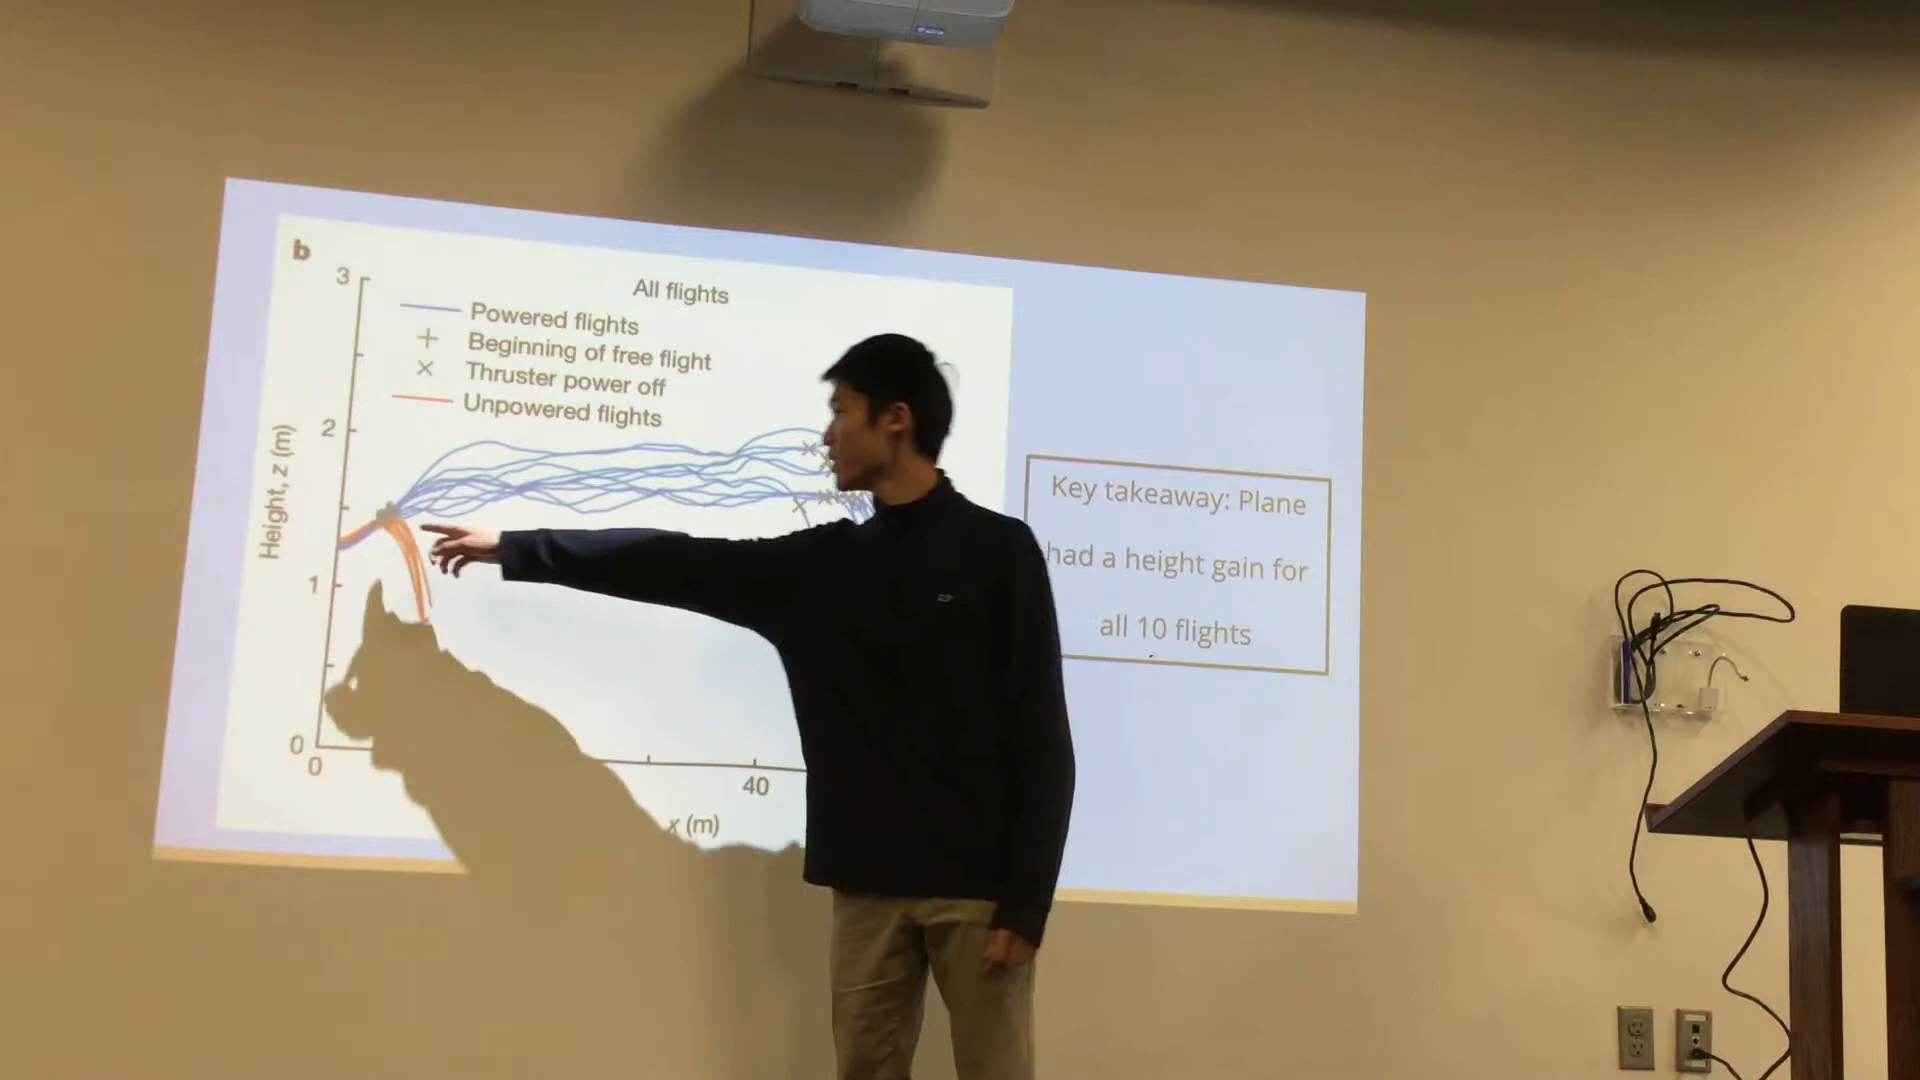 b
3
All flights
Powered flights
Beginning of free flight
Thruster power off
Unpowered flights
2
Height, z (m)
1
0
0
40
x (m)
Key takeaway: Plane
had a height gain for
all 10 flights